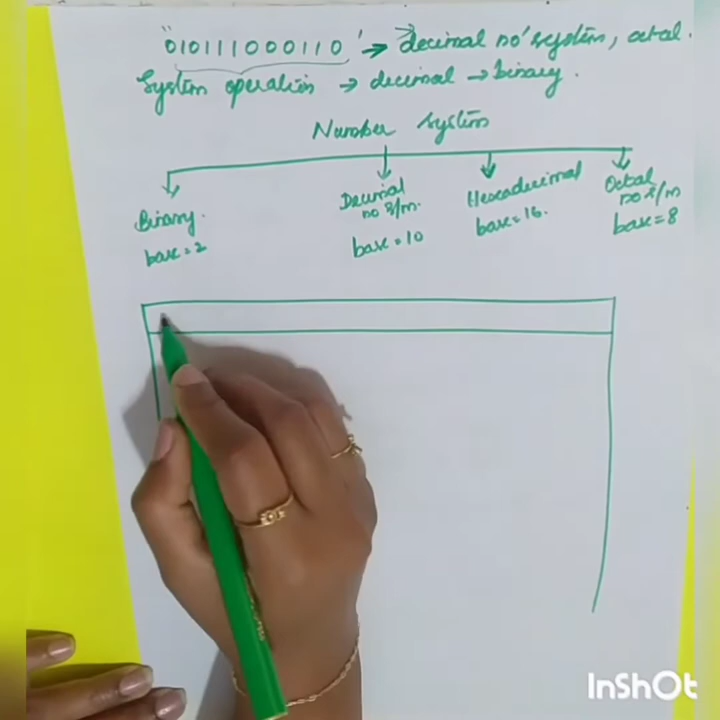 "010111000110' → decimal no' system, octal.
System operation → decimal → binary.
Number system
Binary. base = 2
Decimal no s/m. base = 10
Hexadecimal base = 16.
Octal no s/m base = 8
InShOt